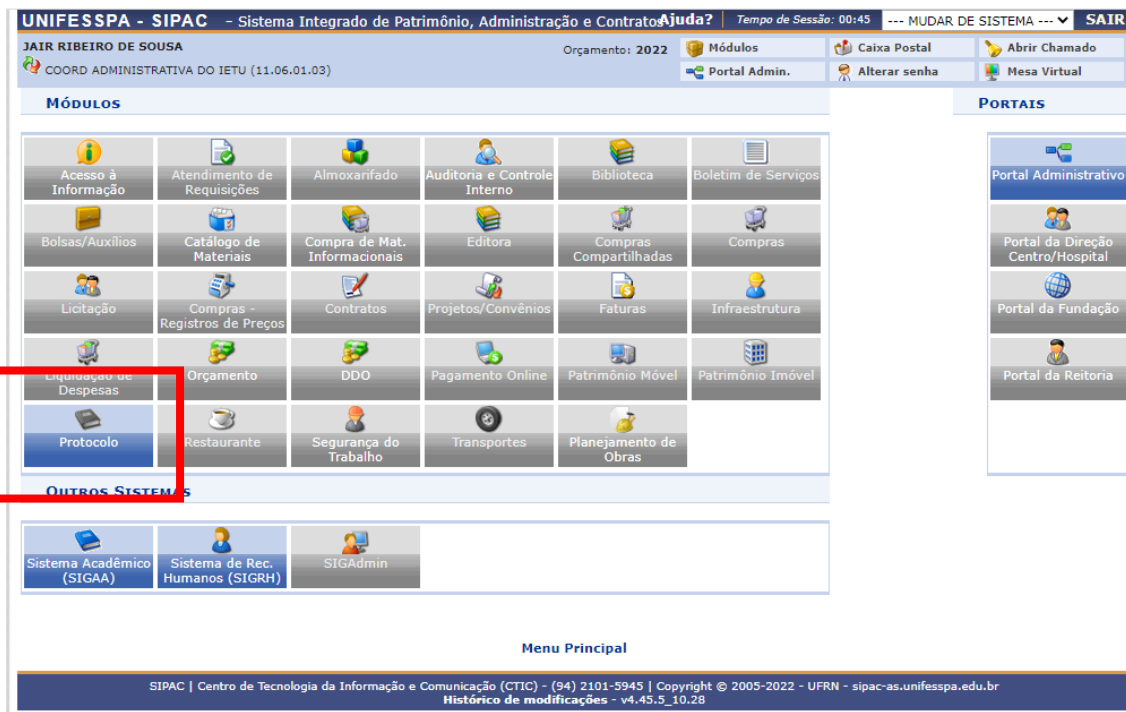 UNIFESSPA - SIPAC - Sistema Integrado de Patrimônio, Administração e Contratos Ajuda? Tempo de Sessão: 00:45 --- MUDAR DE SISTEMA --- SAIR
JAIR RIBEIRO DE SOUSA Orçamento: 2022 Módulos Caixa Postal Abrir Chamado
COORD ADMINISTRATIVA DO IETU (11.06.01.03) Portal Admin. Alterar senha Mesa Virtual
MÓDULOS PORTAIS
Acesso à Atendimento de Almoxarifado Auditoria e Controle Biblioteca Boletim de Serviços Portal Administrativo
Informação Requisições Interno
Bolsas/Auxílios Catálogo de Compra de Mat. Editora Compras Compras Portal da Direção
Materiais Informacionais Compartilhadas Centro/Hospital
Licitação Compras - Contratos Projetos/Convênios Faturas Infraestrutura Portal da Fundação
Registros de Preços
Liquidação de Orçamento DDO Pagamento Online Patrimônio Móvel Patrimônio Imóvel Portal da Reitoria
Despesas
Protocolo Restaurante Segurança do Transportes Planejamento de
Trabalho Obras
OUTROS SISTEMAS
Sistema Acadêmico Sistema de Rec. SIGAdmin
(SIGAA) Humanos (SIGRH)
Menu Principal
SIPAC | Centro de Tecnologia da Informação e Comunicação (CTIC) - (94) 2101-5945 | Copyright © 2005-2022 - UFRN - sipac-as.unifesspa.edu.br
Histórico de modificações - v4.45.5_10.28